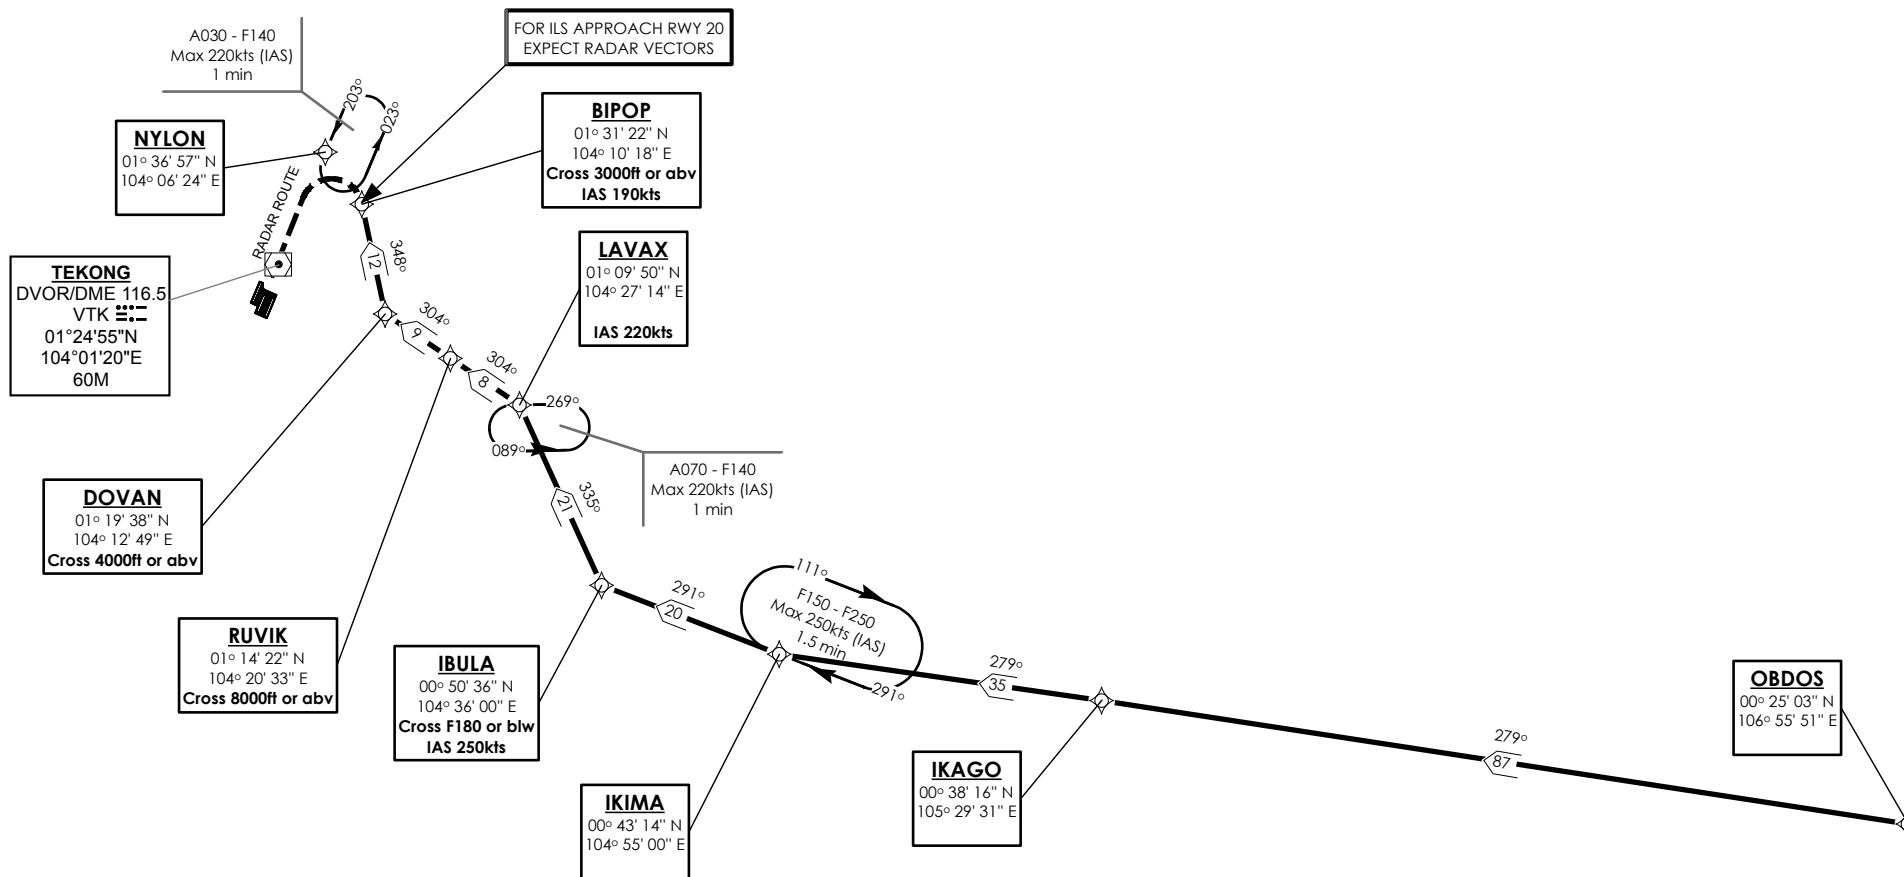 A030 - F140
Max 220kts (IAS)
1 min
FOR ILS APPROACH RWY 20
EXPECT RADAR VECTORS
203°
023°
NYLON
01° 36' 57" N
104° 06' 24" E
BIPOP
01° 31' 22" N
104° 10' 18" E
Cross 3000ft or abv
IAS 190kts
RADAR ROUTE
TEKONG
DVOR/DME 116.5
VTK
01°24'55"N
104°01'20"E
60M
348°
12
LAVAX
01° 09' 50" N
104° 27' 14" E
IAS 220kts
304°
9
304°
8
269°
089°
A070 - F140
Max 220kts (IAS)
1 min
DOVAN
01° 19' 38" N
104° 12' 49" E
Cross 4000ft or abv
335°
21
RUVIK
01° 14' 22" N
104° 20' 33" E
Cross 8000ft or abv
291°
20
111°
F150 - F250
Max 250kts (IAS)
1.5 min
291°
IBULA
00° 50' 36" N
104° 36' 00" E
Cross F180 or blw
IAS 250kts
279°
35
OBDOS
00° 25' 03" N
106° 55' 51" E
279°
87
IKAGO
00° 38' 16" N
105° 29' 31" E
IKIMA
00° 43' 14" N
104° 55' 00" E